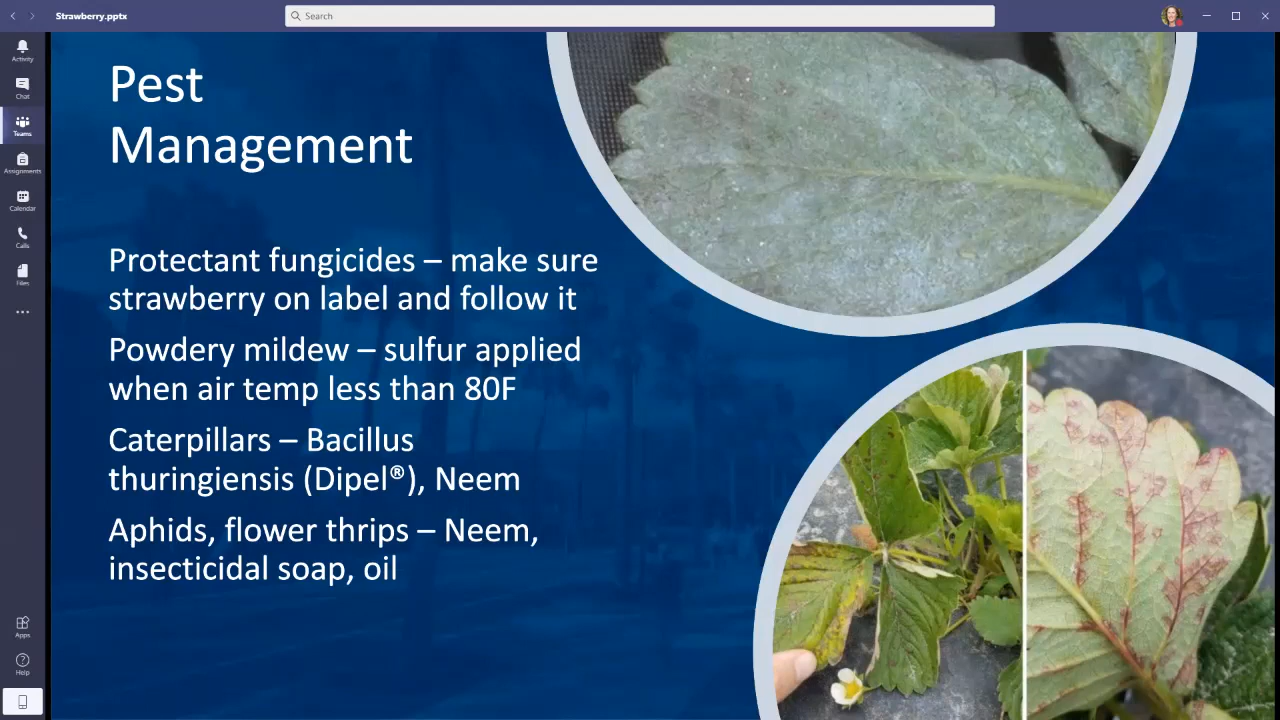 Strawberry.pptx
Search
Activity
Chat
Teams
Assignments
Calendar
Calls
Files
Apps
Help
Pest
Management
Protectant fungicides – make sure
strawberry on label and follow it
Powdery mildew – sulfur applied
when air temp less than 80F
Caterpillars – Bacillus
thuringiensis (Dipel®), Neem
Aphids, flower thrips – Neem,
insecticidal soap, oil